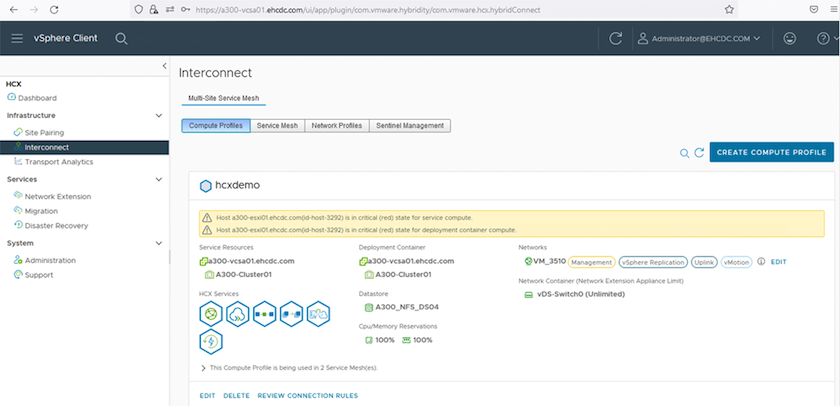 https://a300-vcsa01.ehcdc.com/ui/app/plugin/com.vmware.hybridity/com.vmware.hcx.hybridConnect
vSphere Client
Administrator@EHCDC.COM
HCX
Dashboard
Infrastructure
Site Pairing
Interconnect
Transport Analytics
Services
Network Extension
Migration
Disaster Recovery
System
Administration
Support
Interconnect
Multi-Site Service Mesh
Compute Profiles Service Mesh Network Profiles Sentinel Management
CREATE COMPUTE PROFILE
hcxdemo
Host a300-esxi01.ehcdc.com(id-host-3292) is in critical (red) state for service compute.
Host a300-esxi01.ehcdc.com(id-host-3292) is in critical (red) state for deployment container compute.
Service Resources
a300-vcsa01.ehcdc.com
A300-Cluster01
HCX Services
Deployment Container
a300-vcsa01.ehcdc.com
A300-Cluster01
Datastore
A300_NFS_DS04
Cpu/Memory Reservations
100% 100%
Networks
VM_3510 Management vSphere Replication Uplink vMotion EDIT
Network Container (Network Extension Appliance Limit)
vDS-Switch0 (Unlimited)
This Compute Profile is being used in 2 Service Mesh(es).
EDIT DELETE REVIEW CONNECTION RULES